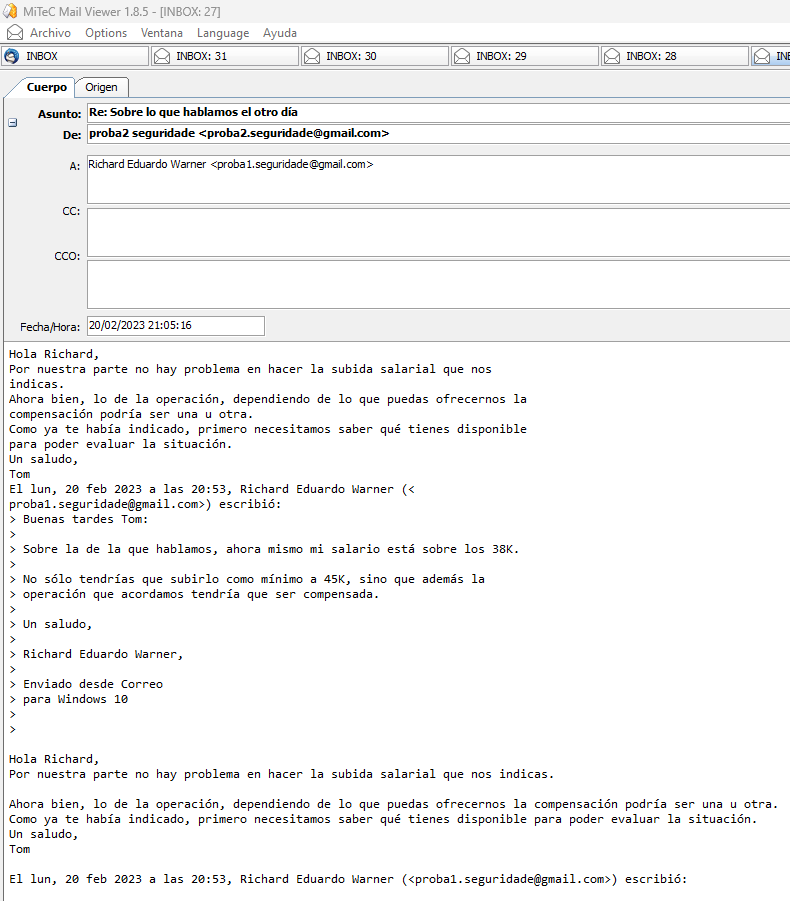 MiTeC Mail Viewer 1.8.5 - [INBOX: 27]
Archivo Options Ventana Language Ayuda
INBOX INBOX: 31 INBOX: 30 INBOX: 29 INBOX: 28
Cuerpo Origen
Asunto: Re: Sobre lo que hablamos el otro día
De: proba2 seguridade <proba2.seguridade@gmail.com>
A: Richard Eduardo Warner <proba1.seguridade@gmail.com>
CC:
CCO:
Fecha/Hora: 20/02/2023 21:05:16
Hola Richard,
Por nuestra parte no hay problema en hacer la subida salarial que nos
indicas.
Ahora bien, lo de la operación, dependiendo de lo que puedas ofrecernos la
compensación podría ser una u otra.
Como ya te había indicado, primero necesitamos saber qué tienes disponible
para poder evaluar la situación.
Un saludo,
Tom
El lun, 20 feb 2023 a las 20:53, Richard Eduardo Warner (<
proba1.seguridade@gmail.com>) escribió:
> Buenas tardes Tom:
>
> Sobre la de la que hablamos, ahora mismo mi salario está sobre los 38K.
>
> No sólo tendrías que subirlo como mínimo a 45K, sino que además la
> operación que acordamos tendría que ser compensada.
>
> Un saludo,
>
> Richard Eduardo Warner,
>
> Enviado desde Correo
> para Windows 10
>
>
Hola Richard,
Por nuestra parte no hay problema en hacer la subida salarial que nos indicas.
Ahora bien, lo de la operación, dependiendo de lo que puedas ofrecernos la compensación podría ser una u otra.
Como ya te había indicado, primero necesitamos saber qué tienes disponible para poder evaluar la situación.
Un saludo,
Tom
El lun, 20 feb 2023 a las 20:53, Richard Eduardo Warner (<proba1.seguridade@gmail.com>) escribió: